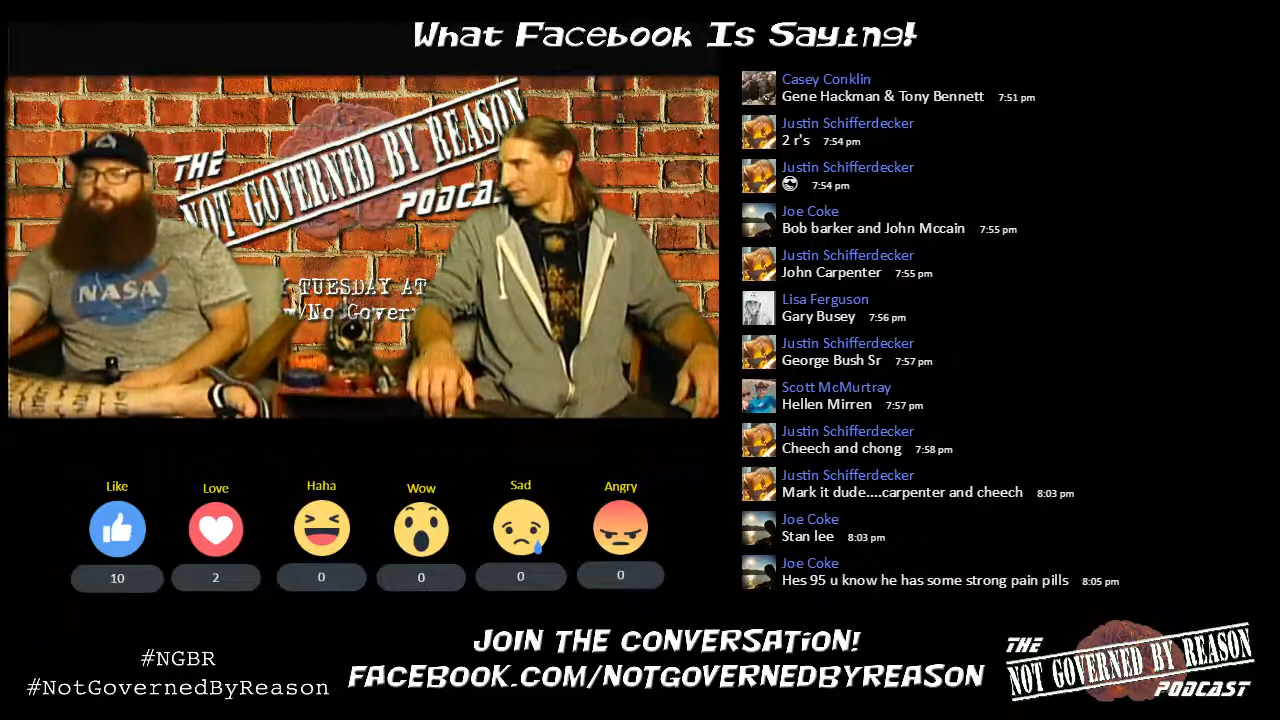 What Facebook Is Saying!
THE
NOT GOVERNED BY REASON
PODCAS
TUESDAY AT
/No Govern
NASA
Casey Conklin
Gene Hackman & Tony Bennett 7:51 pm
Justin Schifferdecker
2 r's 7:54 pm
Justin Schifferdecker
😎 7:54 pm
Joe Coke
Bob barker and John Mccain 7:55 pm
Justin Schifferdecker
John Carpenter 7:55 pm
Lisa Ferguson
Gary Busey 7:56 pm
Justin Schifferdecker
George Bush Sr 7:57 pm
Scott McMurtray
Hellen Mirren 7:57 pm
Justin Schifferdecker
Cheech and chong 7:58 pm
Justin Schifferdecker
Mark it dude....carpenter and cheech 8:03 pm
Joe Coke
Stan lee 8:03 pm
Joe Coke
Hes 95 u know he has some strong pain pills 8:05 pm
Like Love Haha Wow Sad Angry
10 2 0 0 0 0
#NGBR
#NotGovernedByReason
JOIN THE CONVERSATION!
FACEBOOK.COM/NOTGOVERNEDBYREASON
THE
NOT GOVERNED BY REASON
PODCAST